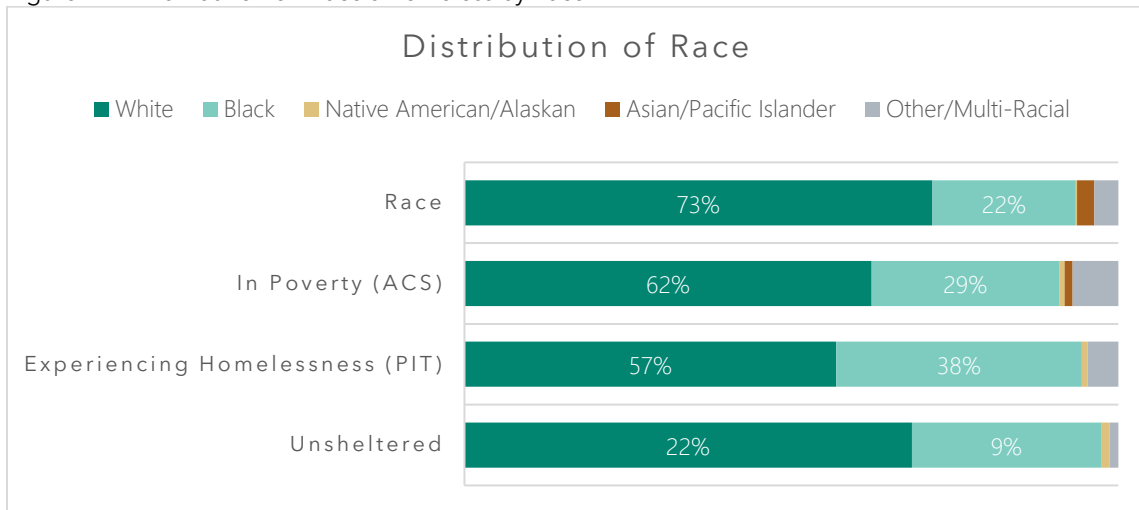 Distribution of Race
White Black Native American/Alaskan Asian/Pacific Islander Other/Multi-Racial
Race 73% 22%
In Poverty (ACS) 62% 29%
Experiencing Homelessness (PIT) 57% 38%
Unsheltered 22% 9%